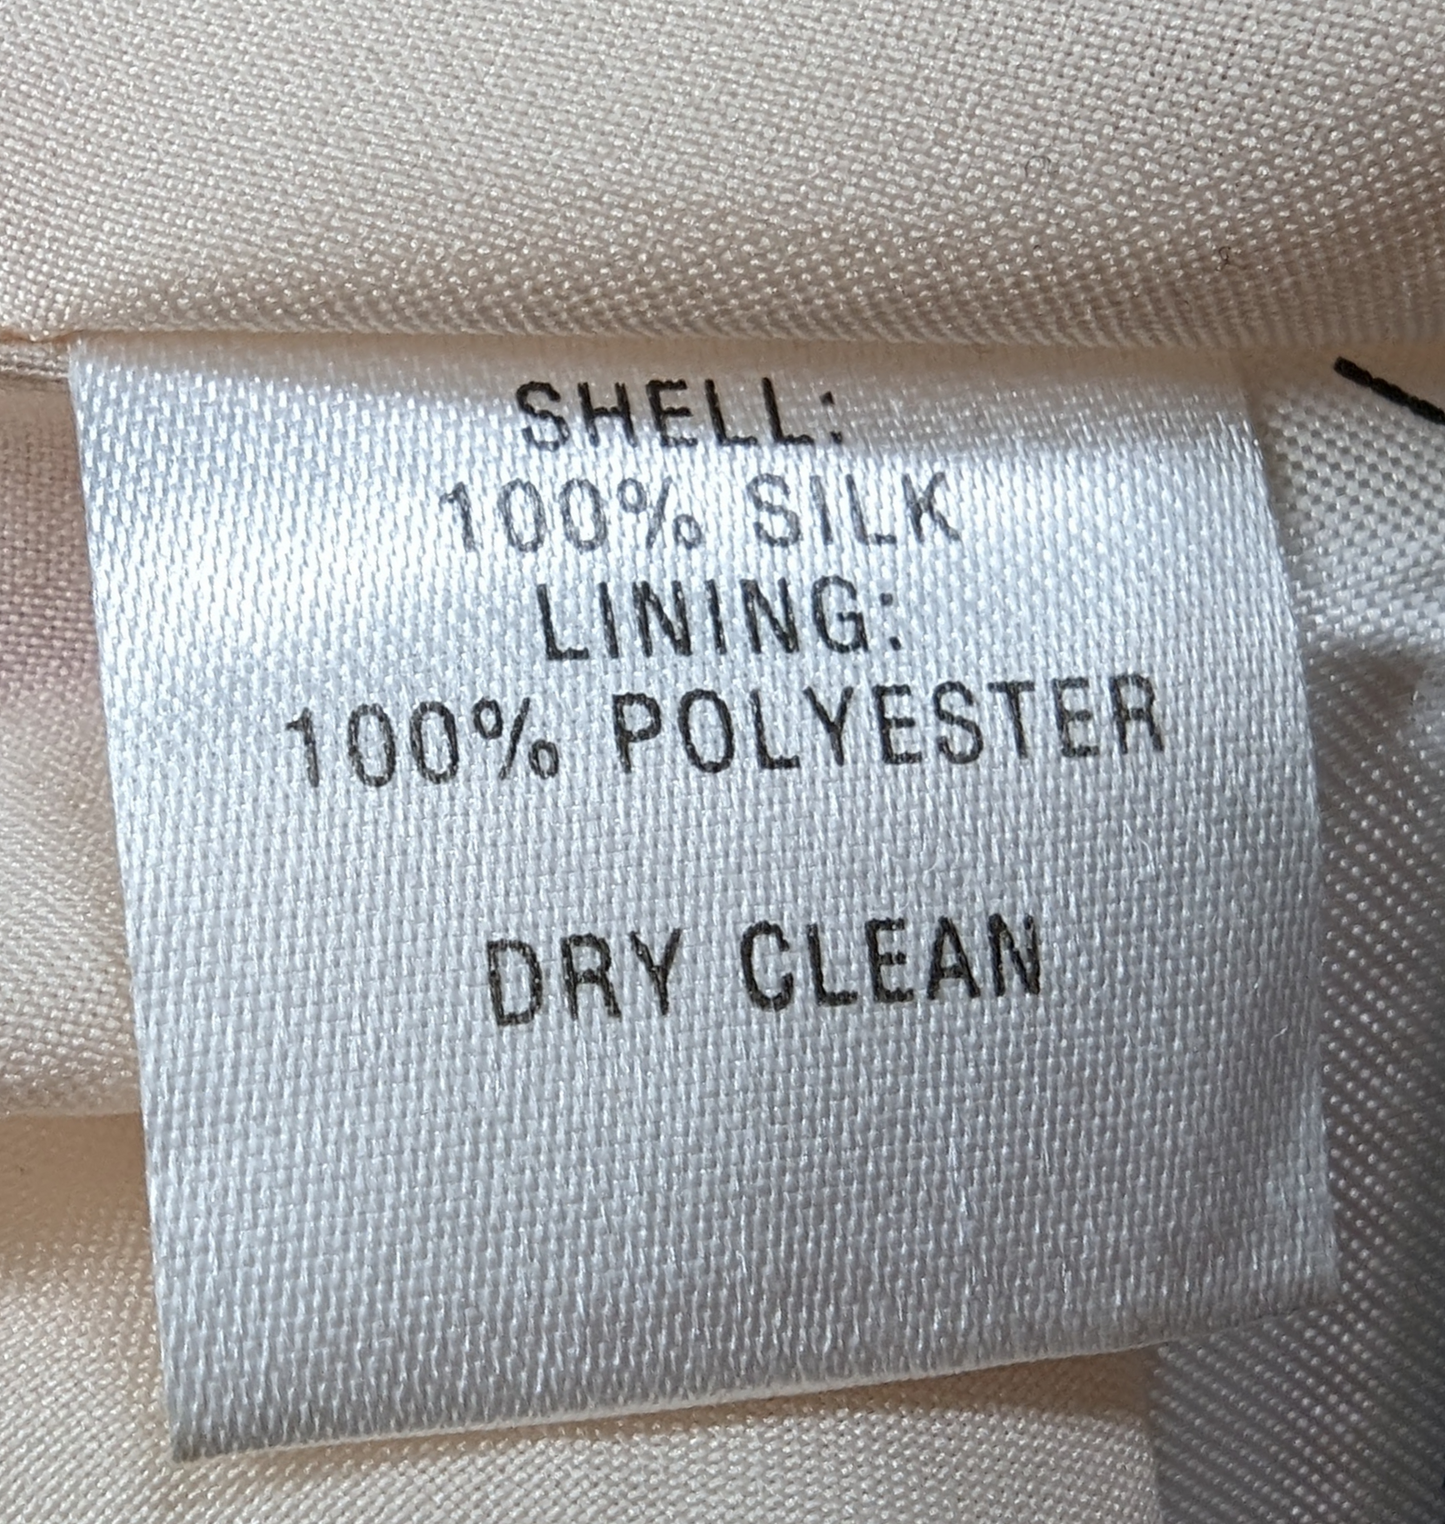 SHELL:
100% SILK
LINING:
100% POLYESTER
DRY CLEAN